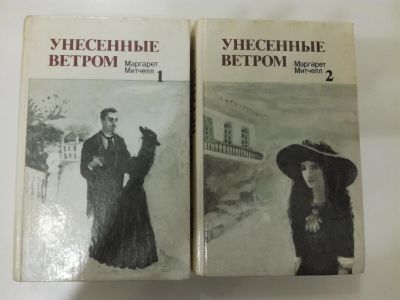 УНЕСЕННЫЕ
ВЕТРОМ
Маргарет
Митчелл
1
УНЕСЕННЫЕ
ВЕТРОМ
Маргарет
Митчелл
2